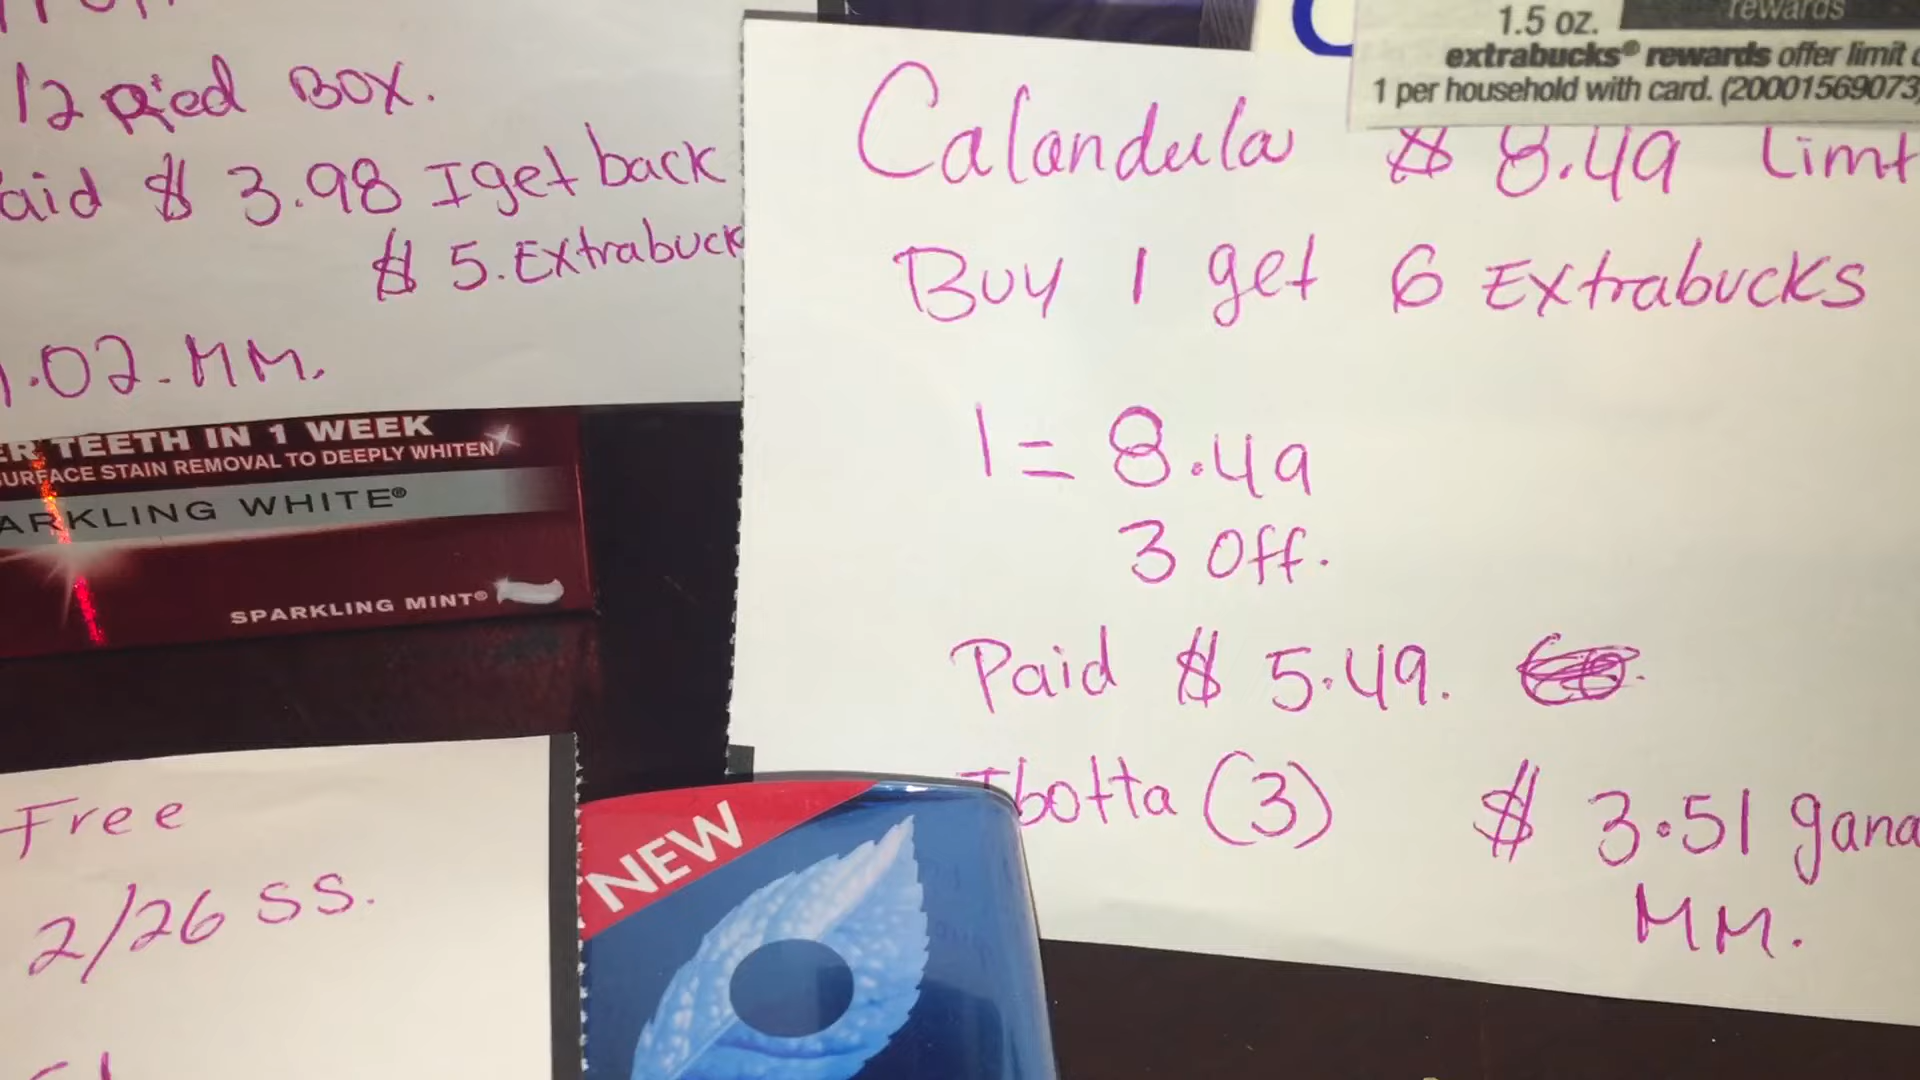 12 pied BOX.
aid $ 3.98 I get back
$ 5. Extrabuck
.02 - MM.
ER TEETH IN 1 WEEK
SURFACE STAIN REMOVAL TO DEEPLY WHITEN
ARKLING WHITE®
SPARKLING MINT®
Free
2/26 SS.
NEW
rewards
1.5 oz.
extrabucks® rewards offer limit
1 per household with card. (20001569073)
Calandula $ 8.49 Limt
Buy 1 get 6 Extrabucks
1 = 8.49
3 Off.
Paid $ 5.49.
Ibotta (3) $ 3.51 gana
MM.